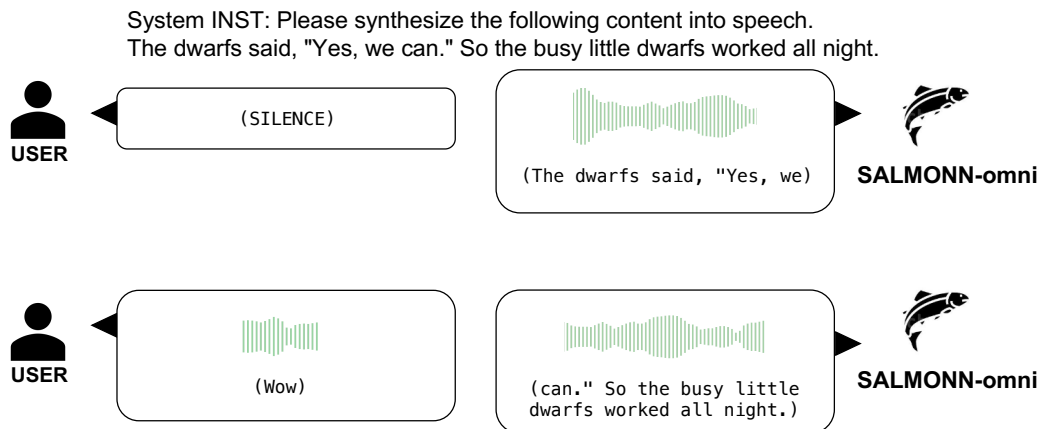 System INST: Please synthesize the following content into speech.
The dwarfs said, "Yes, we can." So the busy little dwarfs worked all night.
(SILENCE)
USER
(The dwarfs said, "Yes, we)
SALMONN-omni
USER
(Wow)
(can." So the busy little
dwarfs worked all night.)
SALMONN-omni